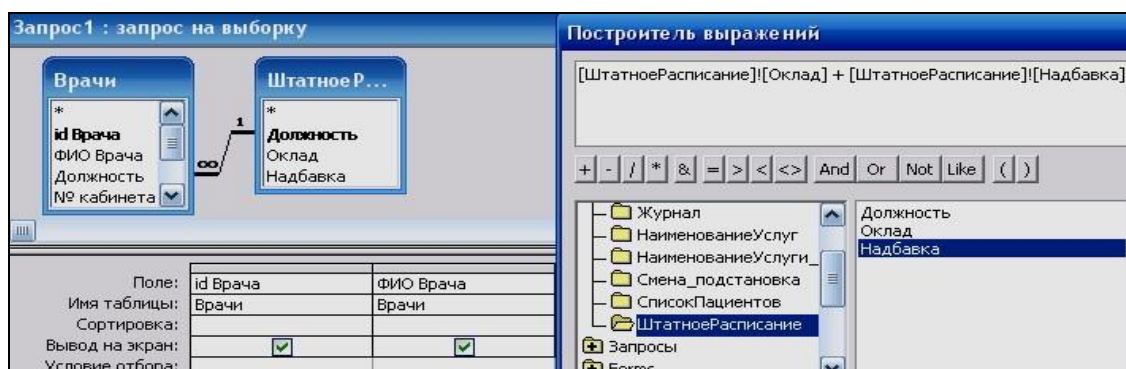 Запрос1 : запрос на выборку
Врачи
*
id Врача
ФИО Врача
Должность
№ кабинета
∞
1
ШтатноеР...
*
Должность
Оклад
Надбавка
Поле: id Врача ФИО Врача
Имя таблицы: Врачи Врачи
Сортировка:
Вывод на экран:
Условие отбора:
Построитель выражений
[ШтатноеРасписание]![Оклад] + [ШтатноеРасписание]![Надбавка]
+ - / * & = > < <> And Or Not Like ( )
Журнал
НаименованиеУслуг
НаименованиеУслуги_
Смена_подстановка
СписокПациентов
ШтатноеРасписание
Запросы
Forms
Должность
Оклад
Надбавка